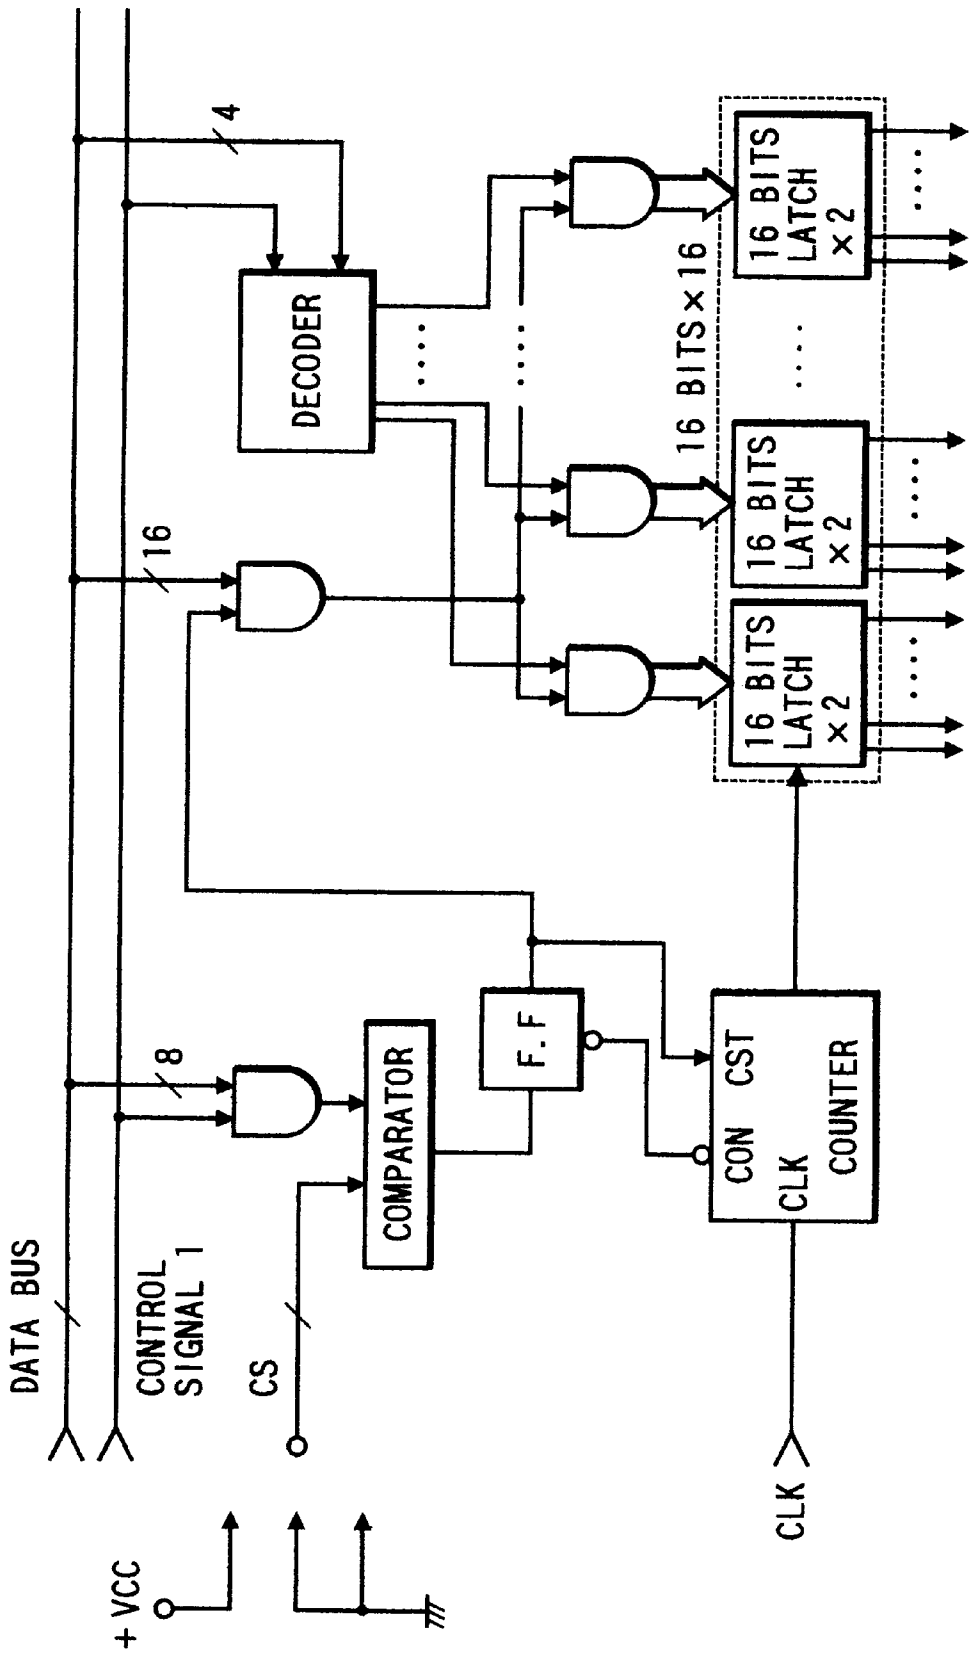 DATA BUS
CONTROL
SIGNAL 1
+VCC
CS
8
16
4
COMPARATOR
F.F
DECODER
CON CST
CLK
COUNTER
CLK
16 BITS×16
16 BITS
LATCH
×2
16 BITS
LATCH
×2
16 BITS
LATCH
×2